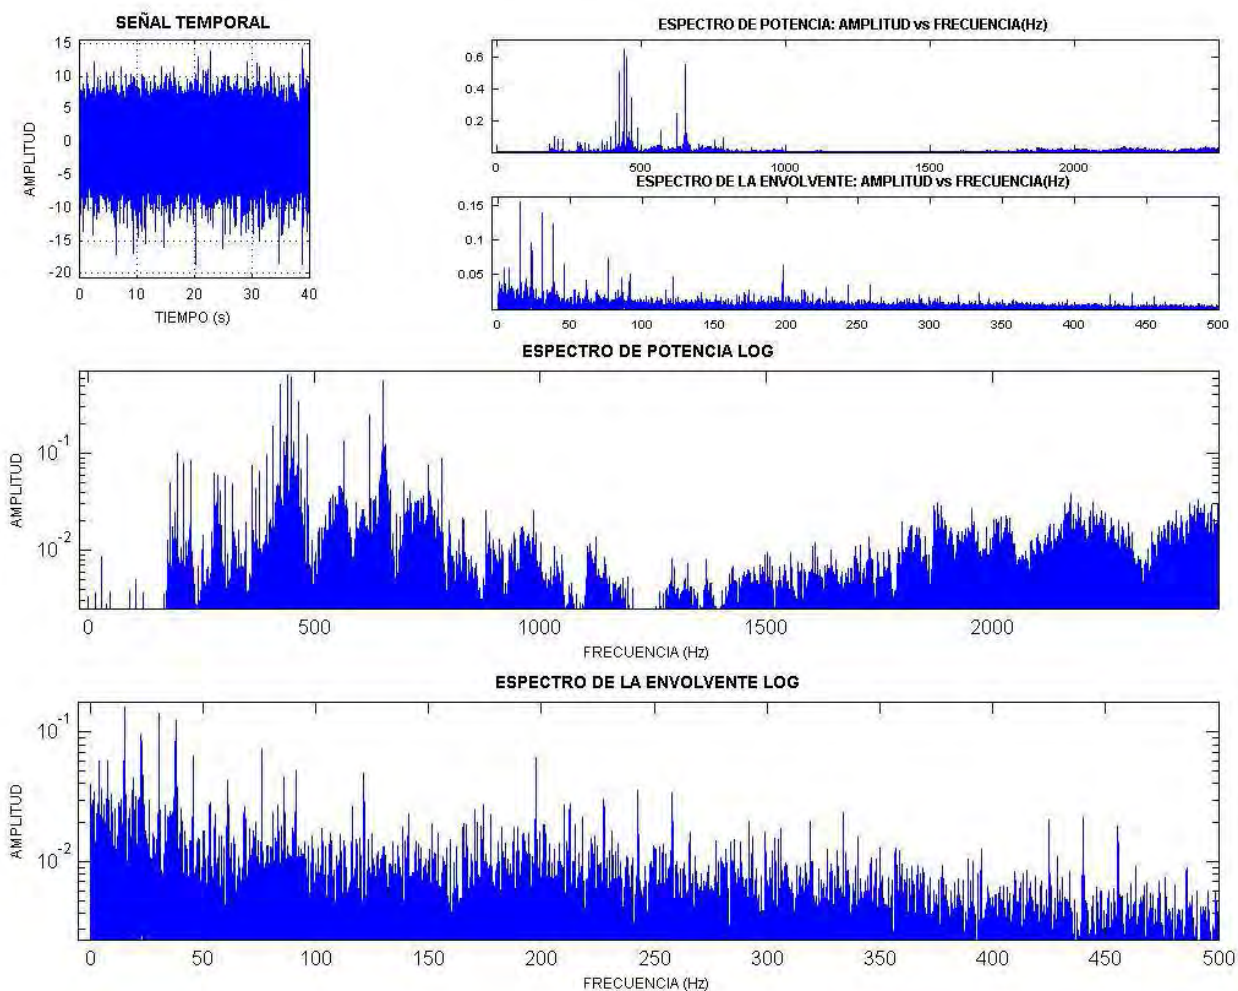 SEÑAL TEMPORAL
15
10
5
0
-5
-10
-15
-20
AMPLITUD
0 10 20 30 40
TIEMPO (s)
ESPECTRO DE POTENCIA: AMPLITUD vs FRECUENCIA(Hz)
0.6
0.4
0.2
0 500 1000 1500 2000
ESPECTRO DE LA ENVOLVENTE: AMPLITUD vs FRECUENCIA(Hz)
0.15
0.1
0.05
0 50 100 150 200 250 300 350 400 450 500
ESPECTRO DE POTENCIA LOG
10-1
10-2
AMPLITUD
0 500 1000 1500 2000
FRECUENCIA (Hz)
ESPECTRO DE LA ENVOLVENTE LOG
10-1
10-2
AMPLITUD
0 50 100 150 200 250 300 350 400 450 500
FRECUENCIA (Hz)